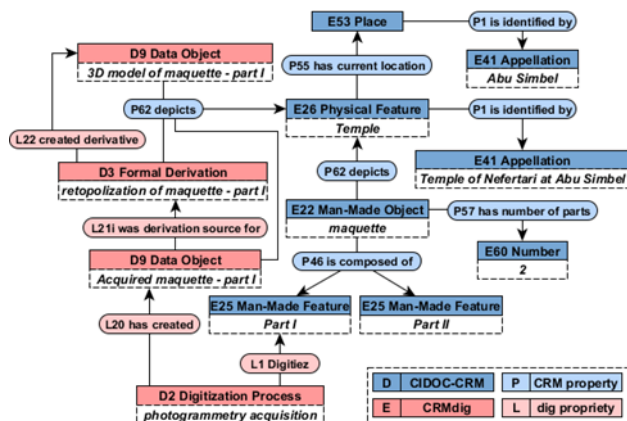 E53 Place
P1 is identified by
D9 Data Object
3D model of maquette - part I
P55 has current location
E41 Appellation
Abu Simbel
P62 depicts
E26 Physical Feature
Temple
P1 is identified by
L22 created derivative
D3 Formal Derivation
retopolization of maquette - part I
P62 depicts
E41 Appellation
Temple of Nefertari at Abu Simbel
L21i was derivation source for
E22 Man-Made Object
maquette
P57 has number of parts
D9 Data Object
Acquired maquette - part I
P46 is composed of
E60 Number
2
L20 has created
E25 Man-Made Feature
Part I
E25 Man-Made Feature
Part II
L1 Digitiez
D2 Digitization Process
photogrammetry acquisition
D CIDOC-CRM
P CRM property
E CRMdig
L dig propriety